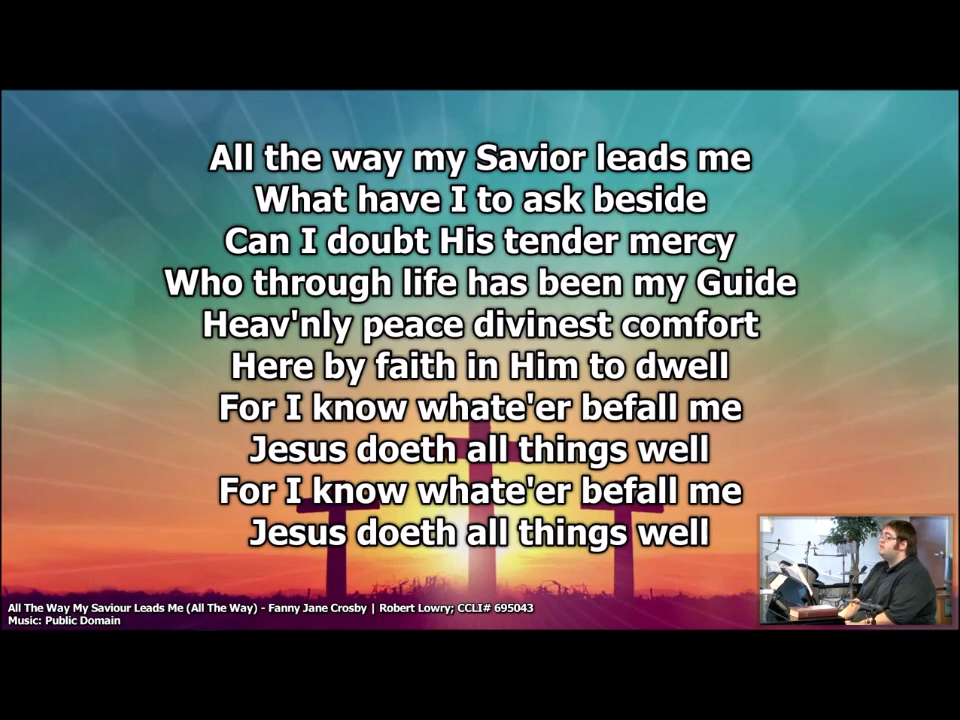 All the way my Savior leads me
What have I to ask beside
Can I doubt His tender mercy
Who through life has been my Guide
Heav'nly peace divinest comfort
Here by faith in Him to dwell
For I know whate'er befall me
Jesus doeth all things well
For I know whate'er befall me
Jesus doeth all things well
All The Way My Saviour Leads Me (All The Way) - Fanny Jane Crosby | Robert Lowry; CCLI# 695043
Music: Public Domain